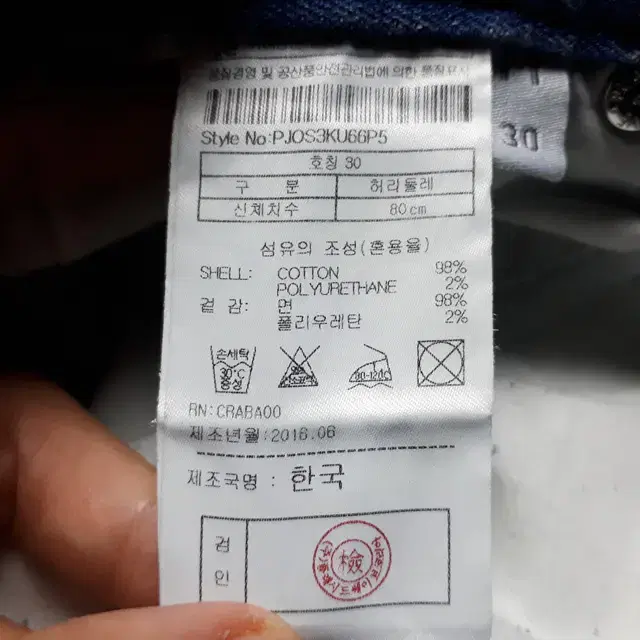 품질경영 및 공산품안전관리법에 의한 품질표시
Style No:PJOS3KU66P5
호칭 30
구 분 허리둘레
신체치수 80cm
섬유의 조성(혼용율)
SHELL: COTTON 98%
POLYURETHANE 2%
겉 감: 면 98%
폴리우레탄 2%
손세탁
30°C
중성
RN:CRABA00
제조년월:2016.06
제조국명 : 한국
검
인
檢
30